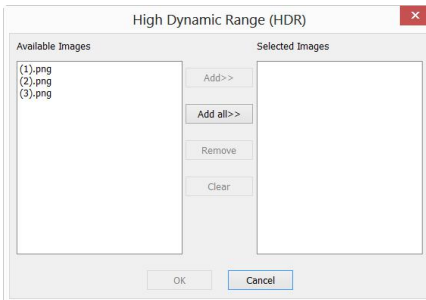 High Dynamic Range (HDR)
Available Images
Selected Images
(1).png
(2).png
(3).png
Add>>
Add all>>
Remove
Clear
OK
Cancel